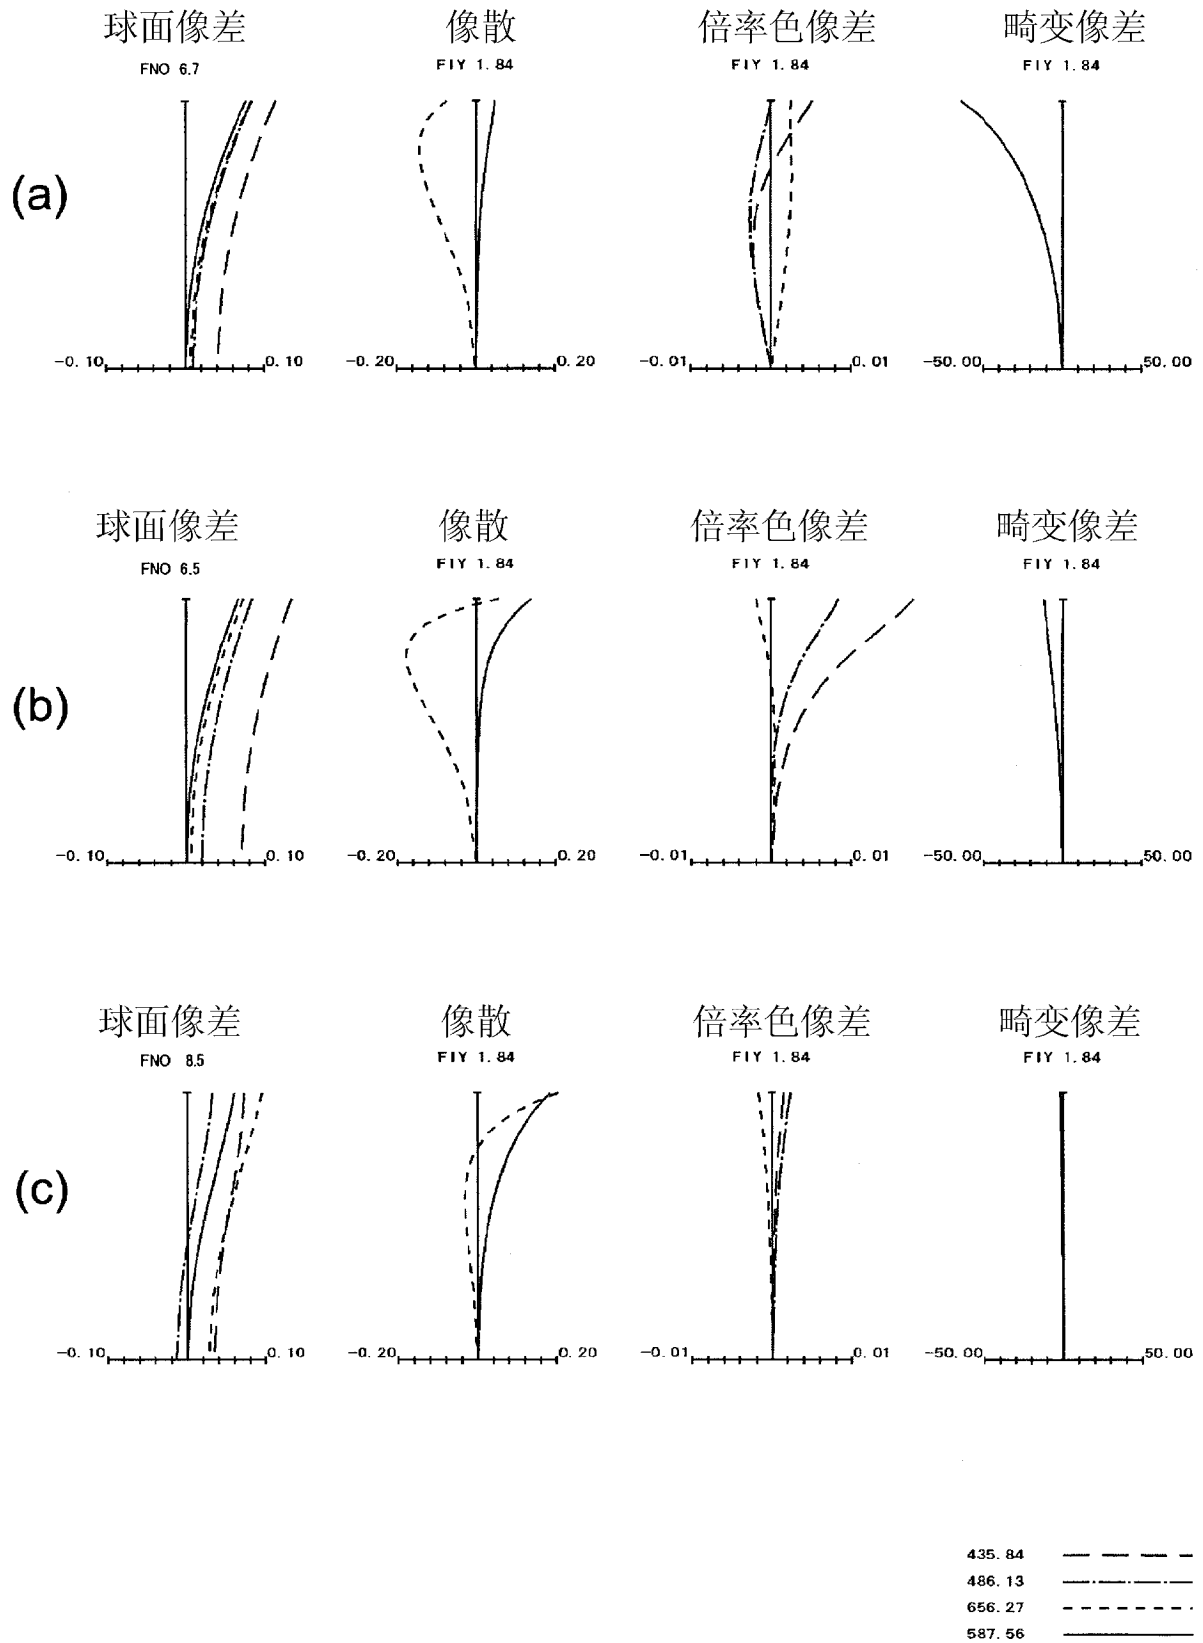 球面像差 像散 倍率色像差 畸变像差
FNO 6.7 FIY 1.84 FIY 1.84 FIY 1.84
(a)
-0.10 0.10 -0.20 0.20 -0.01 0.01 -50.00 50.00
球面像差 像散 倍率色像差 畸变像差
FNO 6.5 FIY 1.84 FIY 1.84 FIY 1.84
(b)
-0.10 0.10 -0.20 0.20 -0.01 0.01 -50.00 50.00
球面像差 像散 倍率色像差 畸变像差
FNO 8.5 FIY 1.84 FIY 1.84 FIY 1.84
(c)
-0.10 0.10 -0.20 0.20 -0.01 0.01 -50.00 50.00
435.84
486.13
656.27
587.56